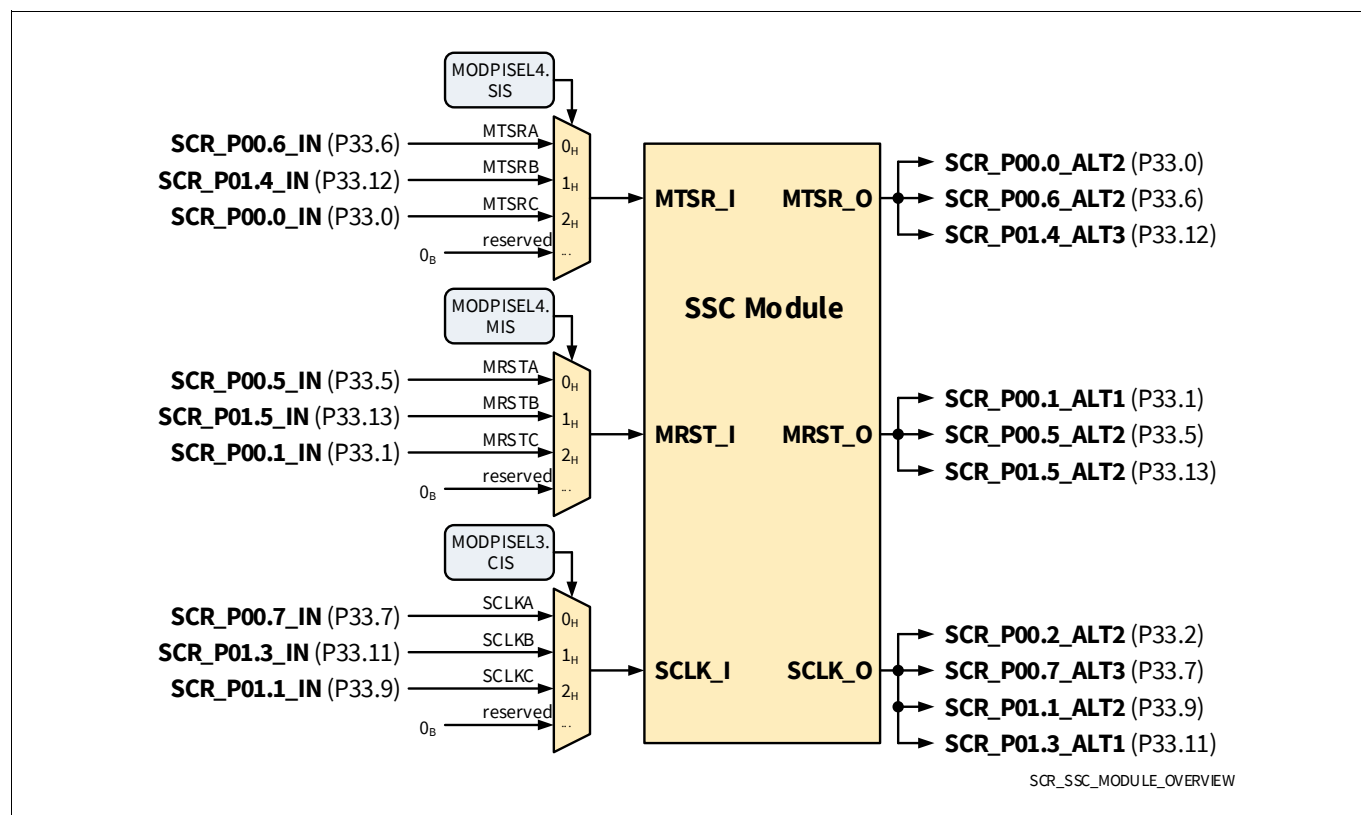 MODPISEL4.
SIS
SCR_P00.6_IN (P33.6)
MTSRA
0H
SCR_P01.4_IN (P33.12)
MTSRB
1H
SCR_P00.0_IN (P33.0)
MTSRC
2H
0B
reserved
...
MTSR_I
MTSR_O
SCR_P00.0_ALT2 (P33.0)
SCR_P00.6_ALT2 (P33.6)
SCR_P01.4_ALT3 (P33.12)
SSC Module
MODPISEL4.
MIS
SCR_P00.5_IN (P33.5)
MRSTA
0H
SCR_P01.5_IN (P33.13)
MRSTB
1H
SCR_P00.1_IN (P33.1)
MRSTC
2H
0B
reserved
...
MRST_I
MRST_O
SCR_P00.1_ALT1 (P33.1)
SCR_P00.5_ALT2 (P33.5)
SCR_P01.5_ALT2 (P33.13)
MODPISEL3.
CIS
SCR_P00.7_IN (P33.7)
SCLKA
0H
SCR_P01.3_IN (P33.11)
SCLKB
1H
SCR_P01.1_IN (P33.9)
SCLKC
2H
0B
reserved
...
SCLK_I
SCLK_O
SCR_P00.2_ALT2 (P33.2)
SCR_P00.7_ALT3 (P33.7)
SCR_P01.1_ALT2 (P33.9)
SCR_P01.3_ALT1 (P33.11)
SCR_SSC_MODULE_OVERVIEW